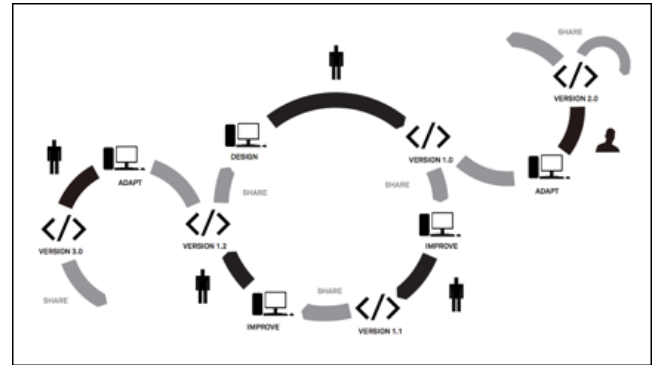 SHARE
</>
VERSION 2.0
DESIGN
</>
VERSION 1.0
ADAPT
SHARE
SHARE
ADAPT
</>
VERSION 3.0
</>
VERSION 1.2
IMPROVE
SHARE
SHARE
IMPROVE
</>
VERSION 1.1